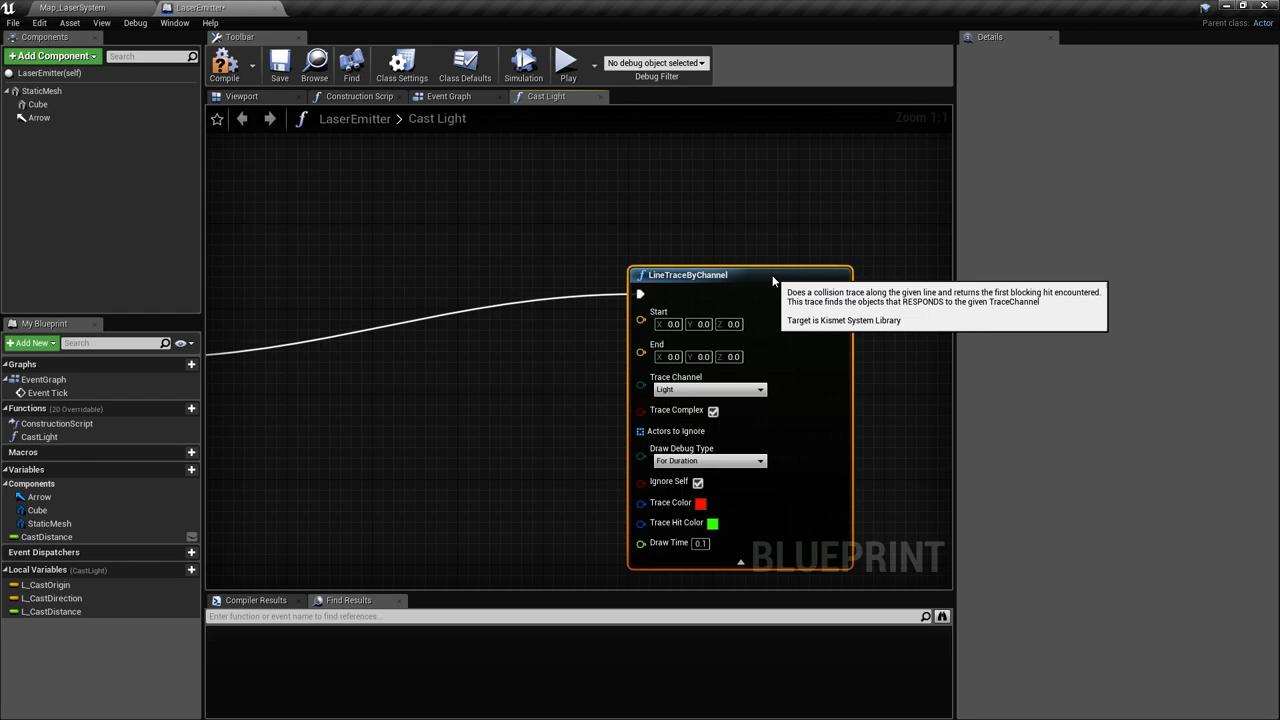 Map_LaserSystem
LaserEmitter*
File Edit Asset View Debug Window Help
Parent class: Actor
Components
+Add Component
Search
LaserEmitter(self)
StaticMesh
Cube
Arrow
Toolbar
Compile
Save
Browse
Find
Class Settings
Class Defaults
Simulation
Play
No debug object selected
Debug Filter
Viewport
Construction Scrip
Event Graph
Cast Light
LaserEmitter > Cast Light
Zoom 1:1
LineTraceByChannel
Start
X 0.0 Y 0.0 Z 0.0
End
X 0.0 Y 0.0 Z 0.0
Trace Channel
Light
Trace Complex
Actors to Ignore
Draw Debug Type
For Duration
Ignore Self
Trace Color
Trace Hit Color
Draw Time 0.1
BLUEPRINT
Does a collision trace along the given line and returns the first blocking hit encountered.
This trace finds the objects that RESPONDS to the given TraceChannel
Target is Kismet System Library
Details
My Blueprint
+Add New
Search
Graphs
EventGraph
Event Tick
Functions (20 Overridable)
ConstructionScript
CastLight
Macros
Variables
Components
Arrow
Cube
StaticMesh
CastDistance
Event Dispatchers
Local Variables (CastLight)
L_CastOrigin
L_CastDirection
L_CastDistance
Compiler Results
Find Results
Enter function or event name to find references...